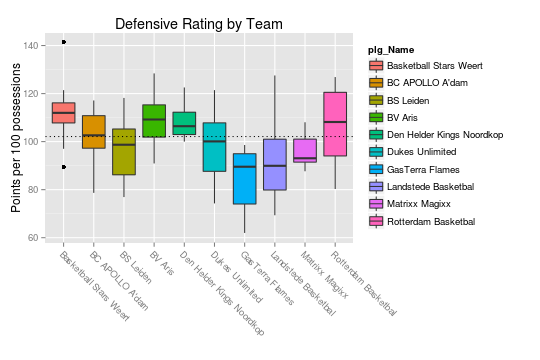 Defensive Rating by Team
Points per 100 possessions
140
120
100
80
60
Basketball Stars Weert
BC APOLLO A'dam
BS Leiden
BV Aris
Den Helder Kings Noordkop
Dukes Unlimited
GasTerra Flames
Landstede Basketbal
Matrixx Magixx
Rotterdam Basketbal
plg_Name
Basketball Stars Weert
BC APOLLO A'dam
BS Leiden
BV Aris
Den Helder Kings Noordkop
Dukes Unlimited
GasTerra Flames
Landstede Basketbal
Matrixx Magixx
Rotterdam Basketbal